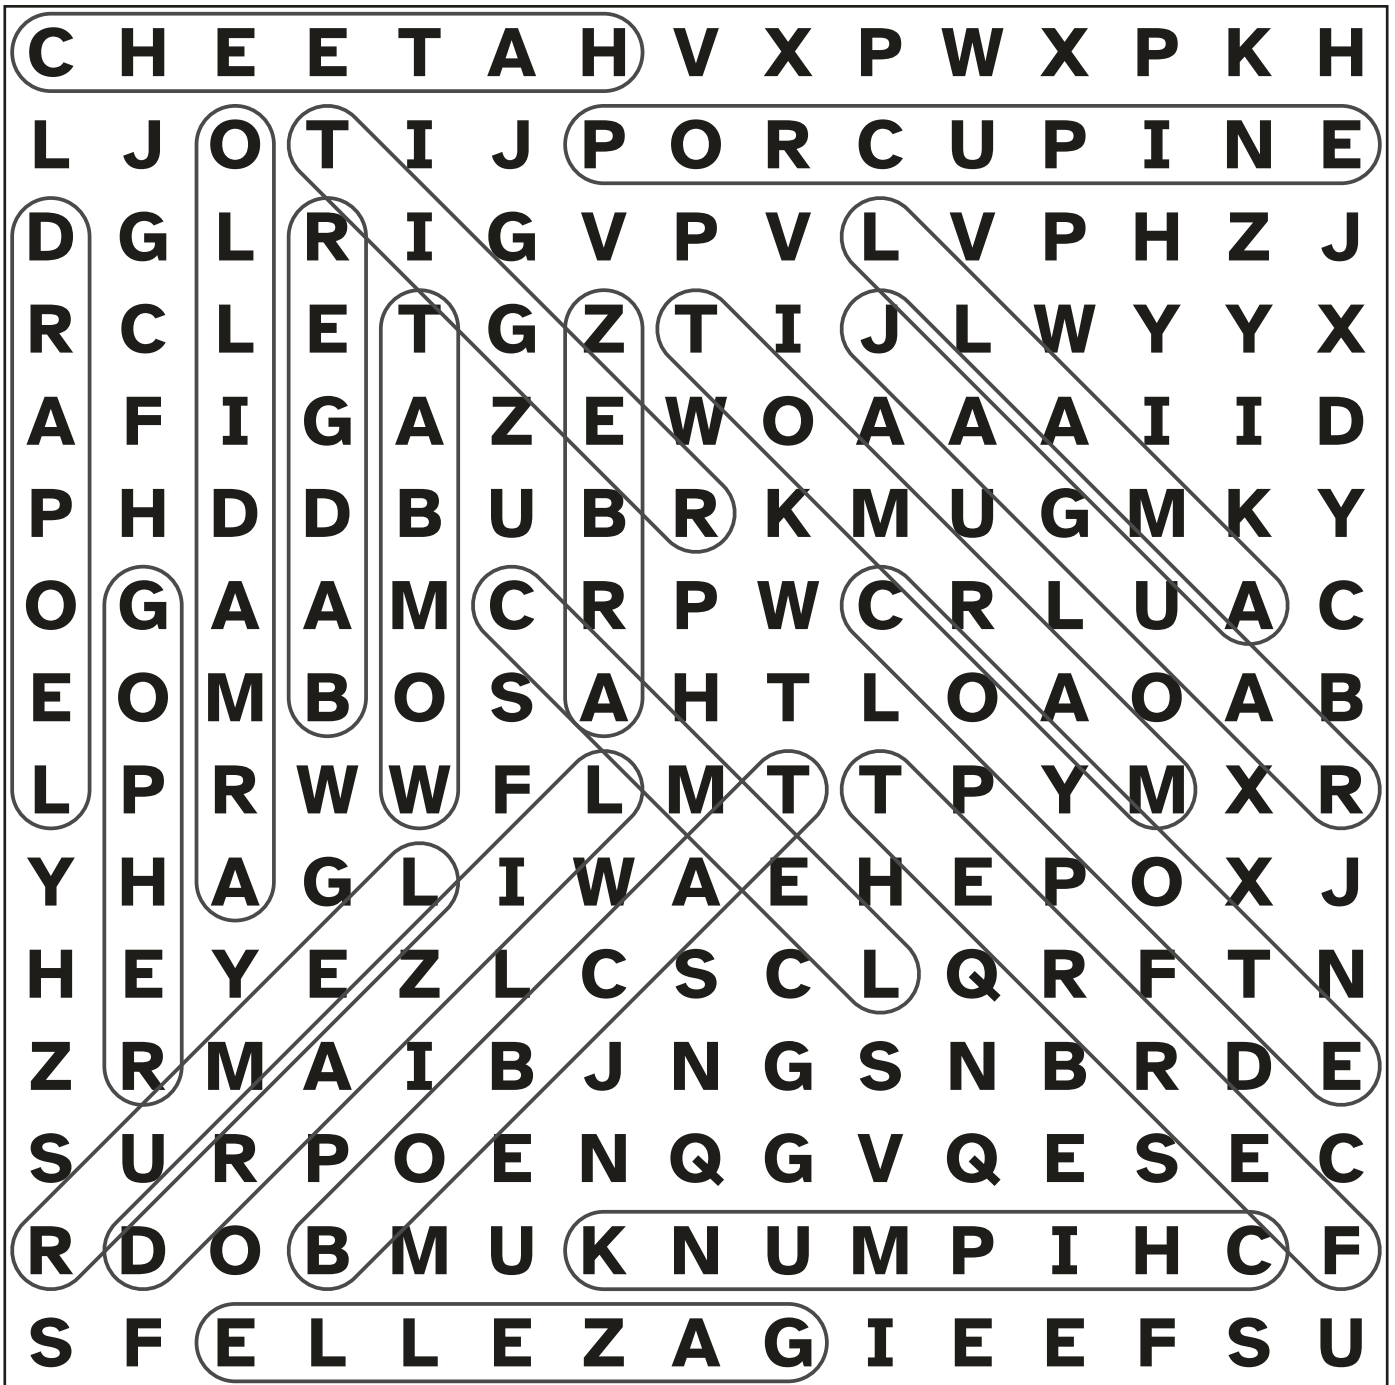 C H E E T A H V X P W X P K H
L J O T I J P O R C U P I N E
D G L R I G V P V L V P H Z J
R C L E T G Z T I J L W Y Y X
A F I G A Z E W O A A A I I D
P H D D B U B R K M U G M K Y
O G A A M C R P W C R L U A C
E O M B O S A H T L O A O A B
L P R W W F L M T T P Y M X R
Y H A G L I W A E H E P O X J
H E Y E Z L C S C L Q R F T N
Z R M A I B J N G S N B R D E
S U R P O E N Q G V Q E S E C
R D O B M U K N U M P I H C F
S F E L L E Z A G I E E F S U